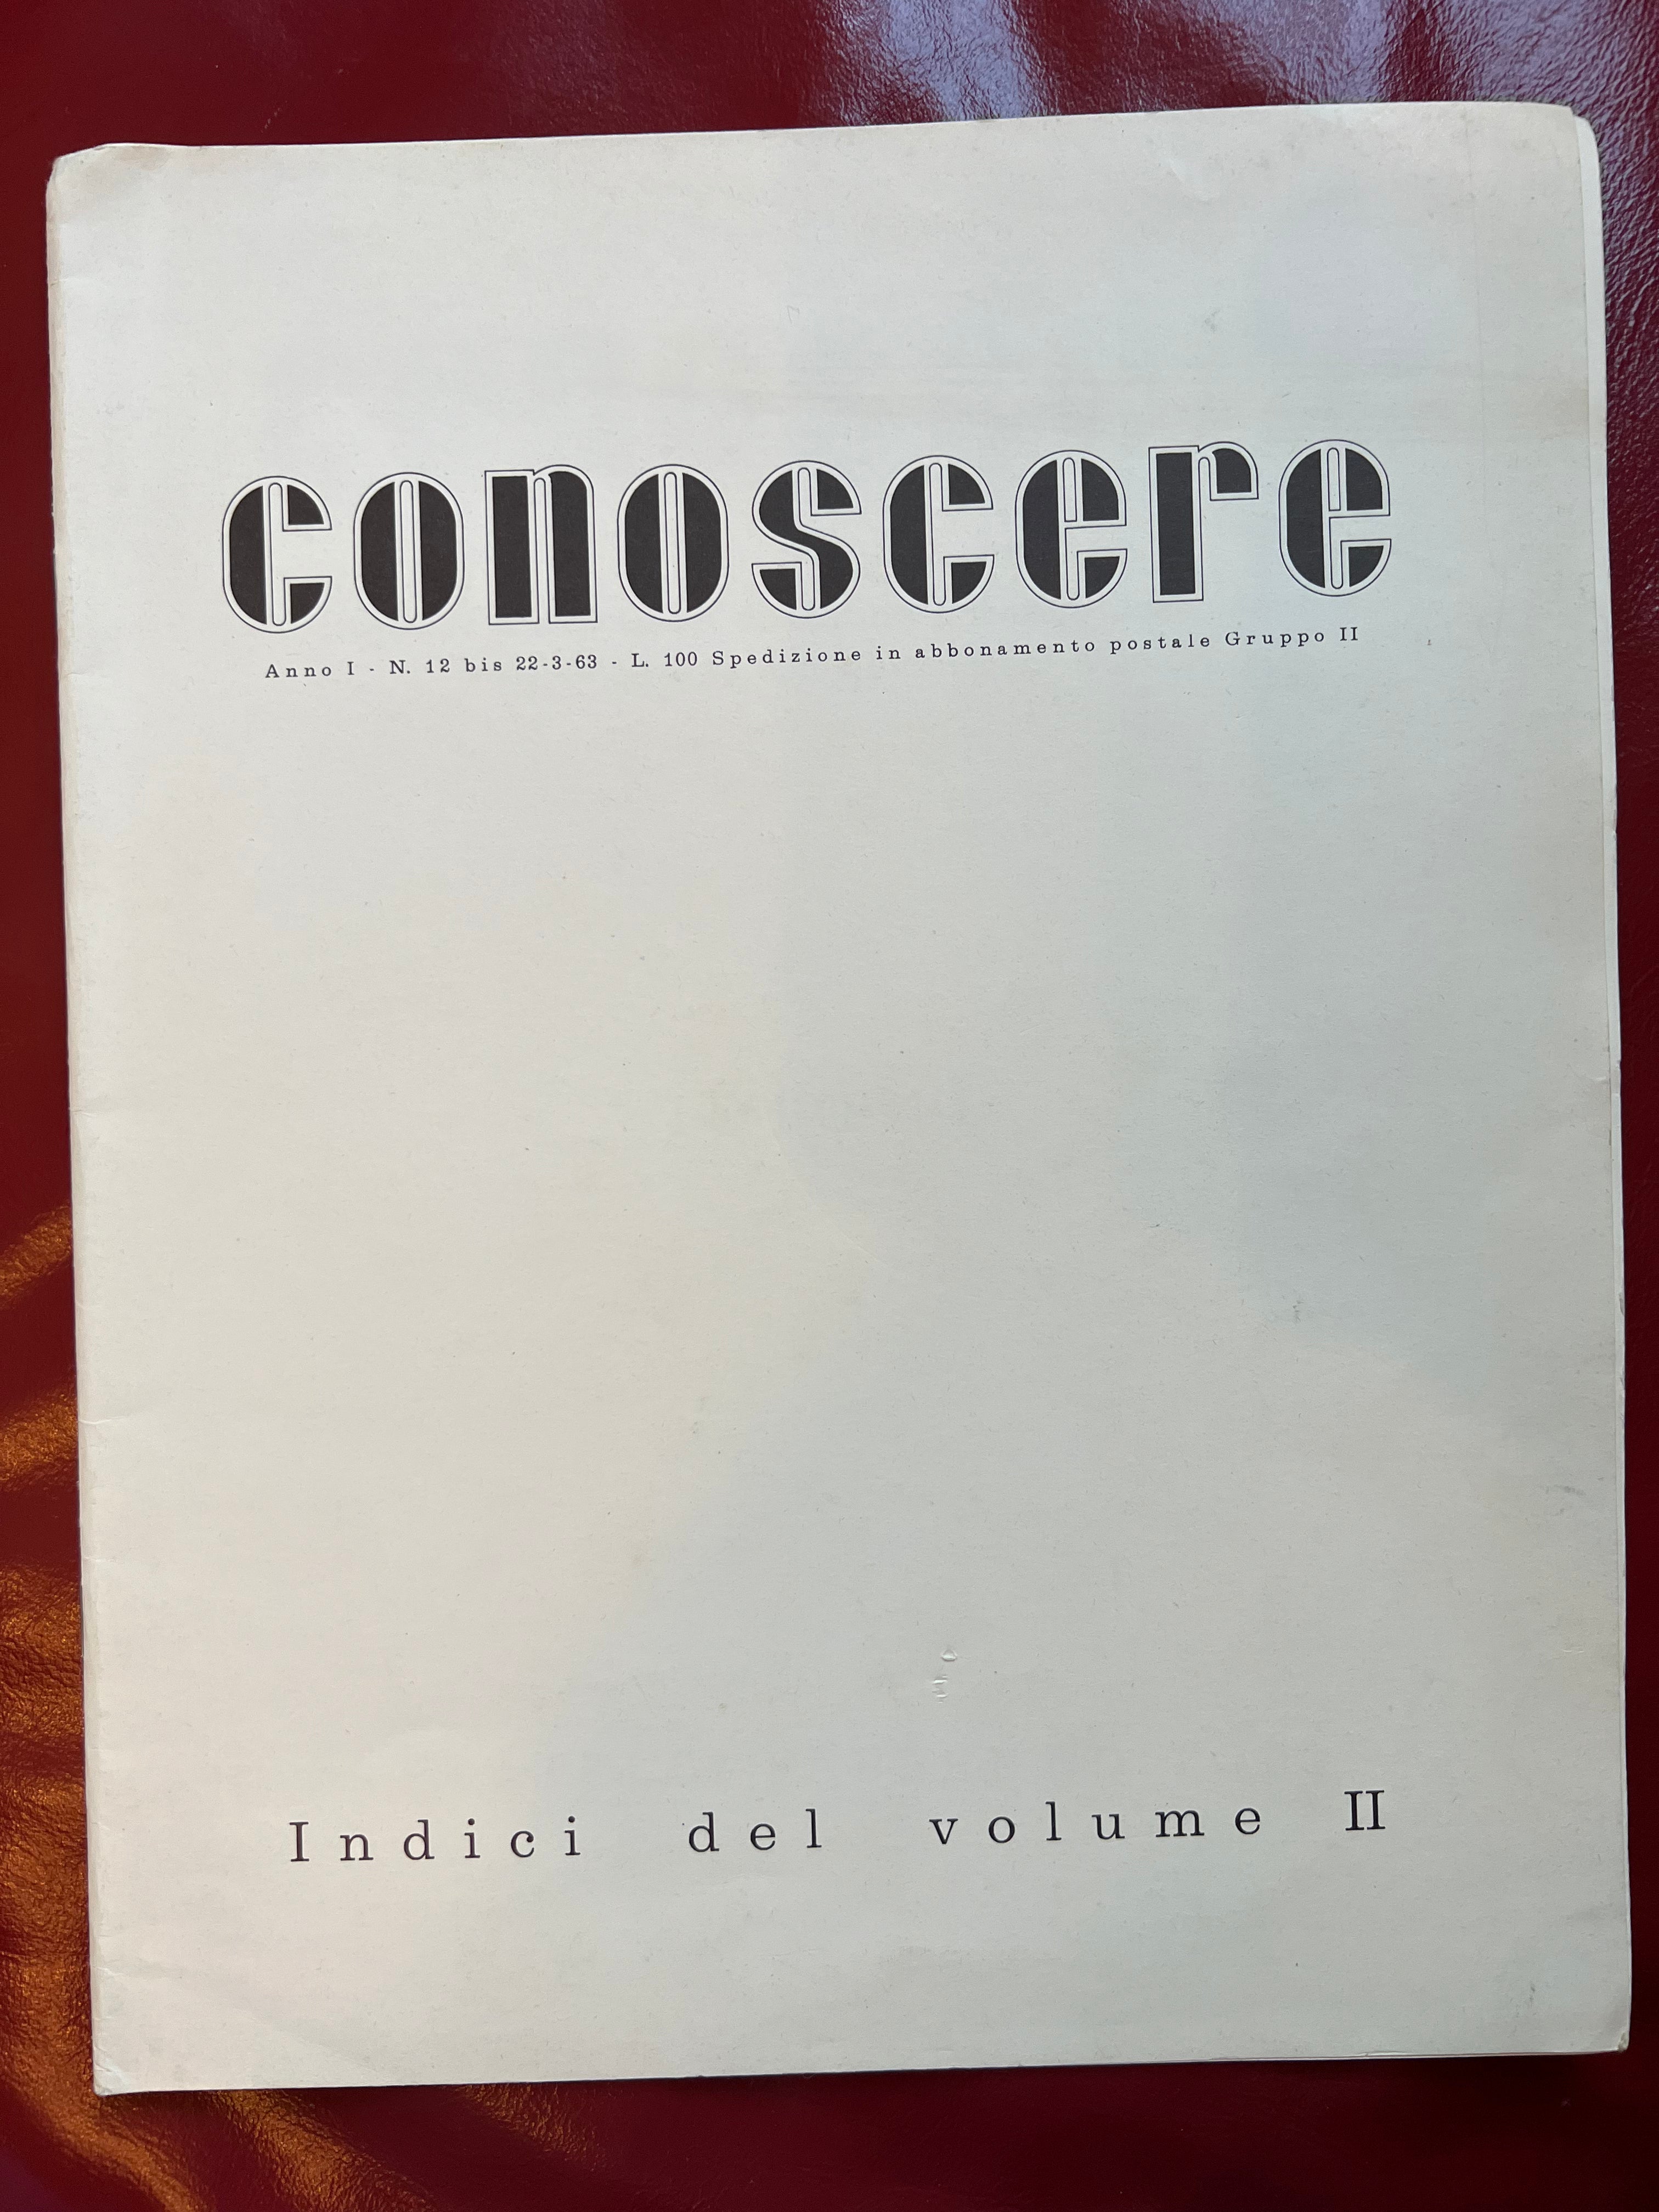 conoscere
Anno I - N. 12 bis 22-3-63 - L. 100 Spedizione in abbonamento postale Gruppo II
Indici del volume II